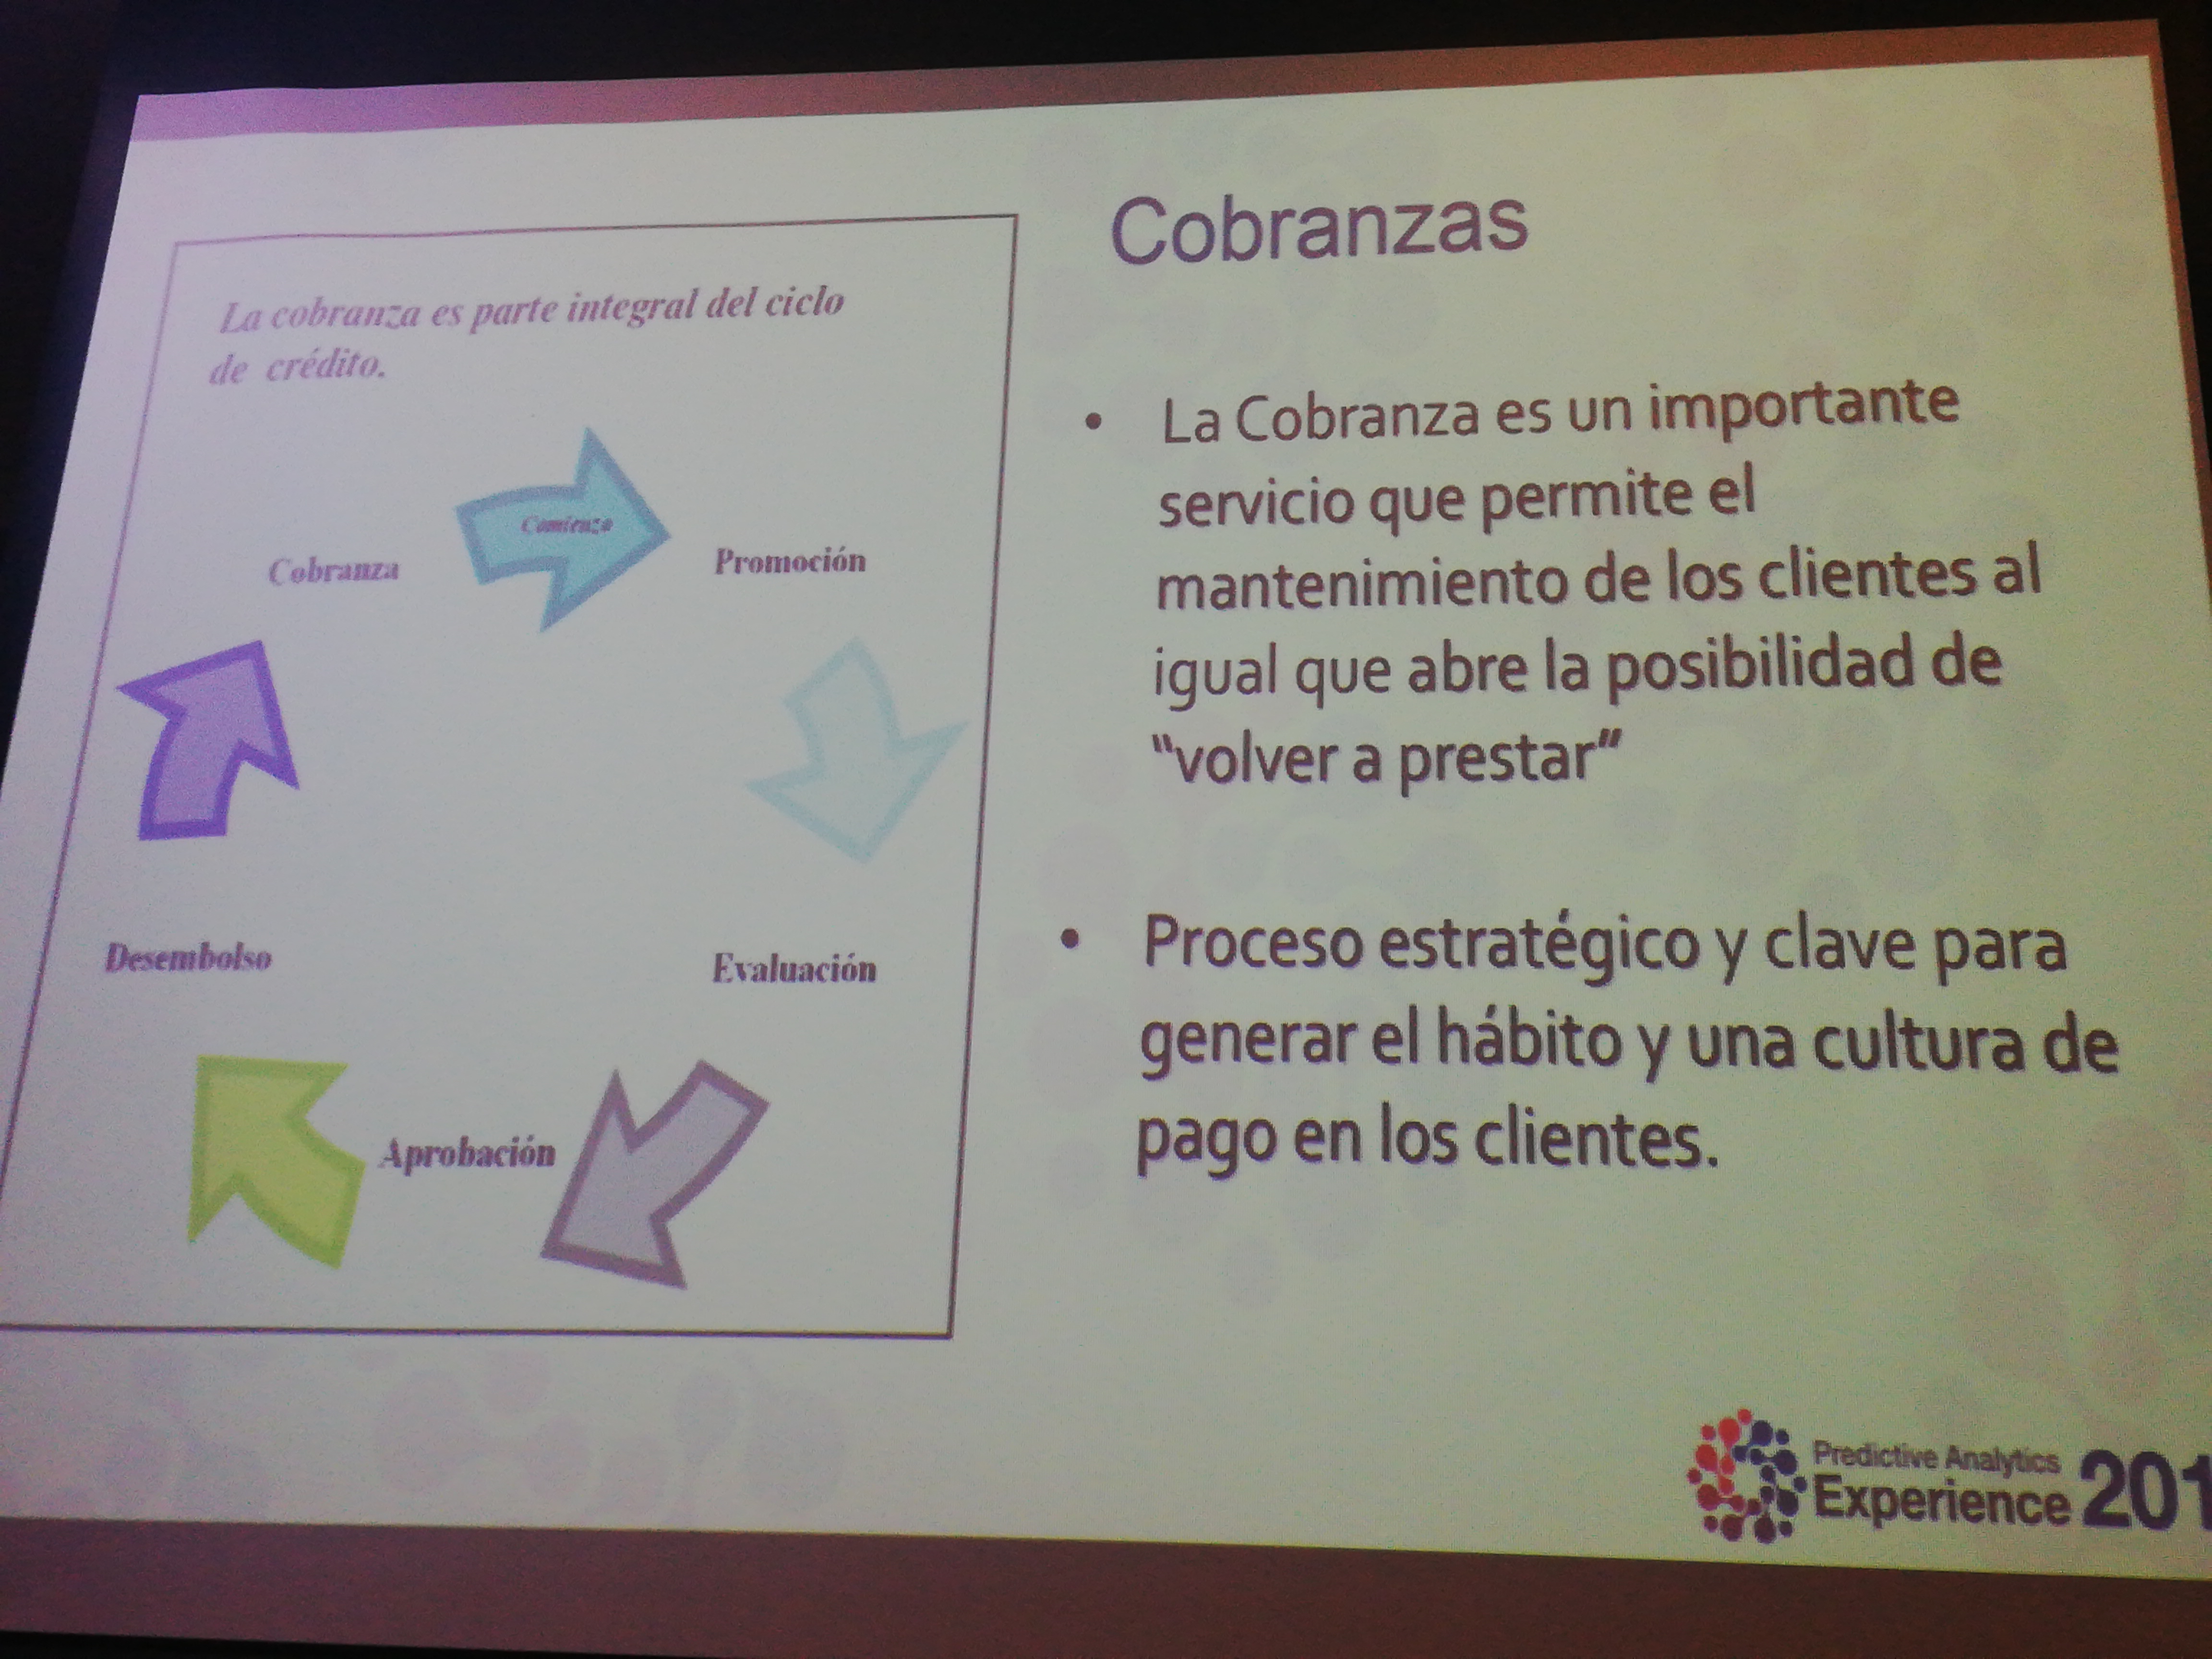 Cobranzas
La cobranza es parte integral del ciclo
de crédito.
Comienzo
Cobranza
Promoción
Desembolso
Evaluación
Aprobación
• La Cobranza es un importante
servicio que permite el
mantenimiento de los clientes al
igual que abre la posibilidad de
"volver a prestar"
• Proceso estratégico y clave para
generar el hábito y una cultura de
pago en los clientes.
Predictive Analytics
Experience 201